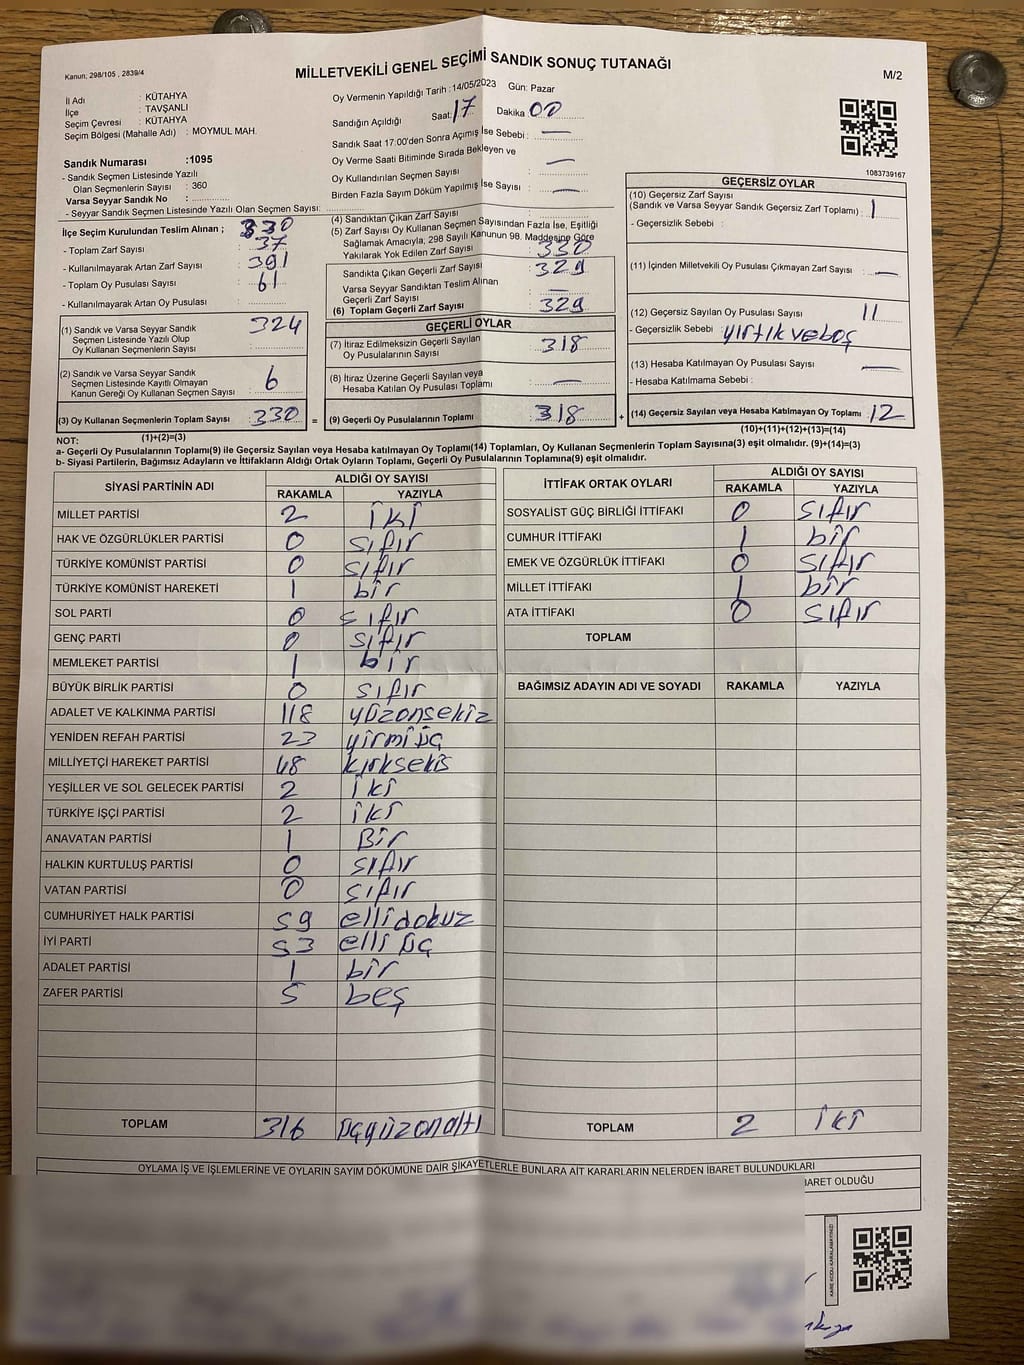 Kanun; 298/105 , 2839/4
MİLLETVEKİLİ GENEL SEÇİMİ SANDIK SONUÇ TUTANAĞI
M/2
İl Adı : KÜTAHYA
İlçe : TAVŞANLI
Seçim Çevresi : KÜTAHYA
Seçim Bölgesi (Mahalle Adı) : MOYMUL MAH.
Sandık Numarası :1095
- Sandık Seçmen Listesinde Yazılı
Olan Seçmenlerin Sayısı : 360
Varsa Seyyar Sandık No :
- Seyyar Sandık Seçmen Listesinde Yazılı Olan Seçmen Sayısı:
Oy Vermenin Yapıldığı Tarih :14/05/2023 Gün: Pazar
Sandığın Açıldığı Saat: 17 Dakika 00
Sandık Saat 17:00'den Sonra Açımış İse Sebebi : —
Oy Verme Saati Bitiminde Sırada Bekleyen ve
Oy Kullandırılan Seçmen Sayısı : —
Birden Fazla Sayım Döküm Yapılmış İse Sayısı : —
1083739167
İlçe Seçim Kurulundan Teslim Alınan ;
- Toplam Zarf Sayısı : 37
- Kullanılmayarak Artan Zarf Sayısı : 391
- Toplam Oy Pusulası Sayısı : 61
- Kullanılmayarak Artan Oy Pusulası :
(4) Sandıktan Çıkan Zarf Sayısı
(5) Zarf Sayısı Oy Kullanan Seçmen Sayısından Fazla İse, Eşitliği
Sağlamak Amacıyla, 298 Sayılı Kanunun 98. Maddesine Göre
Yakılarak Yok Edilen Zarf Sayısı : 330
Sandıkta Çıkan Geçerli Zarf Sayısı : 329
Varsa Seyyar Sandıktan Teslim Alınan
Geçerli Zarf Sayısı : —
(6) Toplam Geçerli Zarf Sayısı : 329
GEÇERSİZ OYLAR
(10) Geçersiz Zarf Sayısı
(Sandık ve Varsa Seyyar Sandık Geçersiz Zarf Toplamı) : 1
- Geçersizlik Sebebi :
(11) İçinden Milletvekili Oy Pusulası Çıkmayan Zarf Sayısı : —
(12) Geçersiz Sayılan Oy Pusulası Sayısı : 11
- Geçersizlik Sebebi : yırtık ve boş
(13) Hesaba Katılmayan Oy Pusulası Sayısı : —
- Hesaba Katılmama Sebebi :
(14) Geçersiz Sayılan veya Hesaba Katılmayan Oy Toplamı 12
(10)+(11)+(12)+(13)=(14)
(1) Sandık ve Varsa Seyyar Sandık 324
Seçmen Listesinde Yazılı Olup
Oy Kullanan Seçmenlerin Sayısı
(2) Sandık ve Varsa Seyyar Sandık
Seçmen Listesinde Kayıtlı Olmayan 6
Kanun Gereği Oy Kullanan Seçmen Sayısı
(3) Oy Kullanan Seçmenlerin Toplam Sayısı : 330 =
(1)+(2)=(3)
GEÇERLİ OYLAR
(7) İtiraz Edilmeksizin Geçerli Sayılan
Oy Pusulalarının Sayısı : 318
(8) İtiraz Üzerine Geçerli Sayılan veya
Hesaba Katılan Oy Pusulası Toplamı : —
(9) Geçerli Oy Pusulalarının Toplamı : 318 +
NOT:
a- Geçerli Oy Pusulalarının Toplamı(9) ile Geçersiz Sayılan veya Hesaba katılmayan Oy Toplamı(14) Toplamları, Oy Kullanan Seçmenlerin Toplam Sayısına(3) eşit olmalıdır. (9)+(14)=(3)
b- Siyasi Partilerin, Bağımsız Adayların ve İttifakların Aldığı Ortak Oyların Toplamı, Geçerli Oy Pusulalarının Toplamına(9) eşit olmalıdır.
SİYASİ PARTİNİN ADI ALDIĞI OY SAYISI
RAKAMLA YAZIYLA
MİLLET PARTİSİ 2 iki
HAK VE ÖZGÜRLÜKLER PARTİSİ 0 sıfır
TÜRKİYE KOMÜNİST PARTİSİ 0 sıfır
TÜRKİYE KOMÜNİST HAREKETİ 1 bir
SOL PARTİ 0 sıfır
GENÇ PARTİ 0 sıfır
MEMLEKET PARTİSİ 1 bir
BÜYÜK BİRLİK PARTİSİ 0 sıfır
ADALET VE KALKINMA PARTİSİ 118 yüzonsekiz
YENİDEN REFAH PARTİSİ 23 yirmi üç
MİLLİYETÇİ HAREKET PARTİSİ 48 kırksekis
YEŞİLLER VE SOL GELECEK PARTİSİ 2 iki
TÜRKİYE İŞÇİ PARTİSİ 2 iki
ANAVATAN PARTİSİ 1 Bir
HALKIN KURTULUŞ PARTİSİ 0 sıfır
VATAN PARTİSİ 0 sıfır
CUMHURİYET HALK PARTİSİ 59 ellidokuz
İYİ PARTİ 53 elli üç
ADALET PARTİSİ 1 bir
ZAFER PARTİSİ 5 beş
TOPLAM 316 üçyüzonaltı
İTTİFAK ORTAK OYLARI ALDIĞI OY SAYISI
RAKAMLA YAZIYLA
SOSYALİST GÜÇ BİRLİĞİ İTTİFAKI 0 sıfır
CUMHUR İTTİFAKI 1 bir
EMEK VE ÖZGÜRLÜK İTTİFAKI 0 sıfır
MİLLET İTTİFAKI 1 bir
ATA İTTİFAKI 0 sıfır
TOPLAM
BAĞIMSIZ ADAYIN ADI VE SOYADI RAKAMLA YAZIYLA
TOPLAM 2 iki
OYLAMA İŞ VE İŞLEMLERİNE VE OYLARIN SAYIM DÖKÜMÜNE DAİR ŞİKAYETLERLE BUNLARA AİT KARARLARIN NELERDEN İBARET BULUNDUKLARI
BARET OLDUĞU
KARE KODU KARALAMAYINIZ!